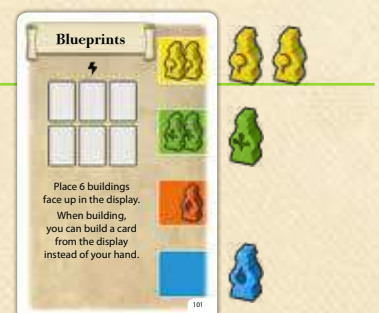 Blueprints
Place 6 buildings
face up in the display.
When building,
you can build a card
from the display
instead of your hand.
101